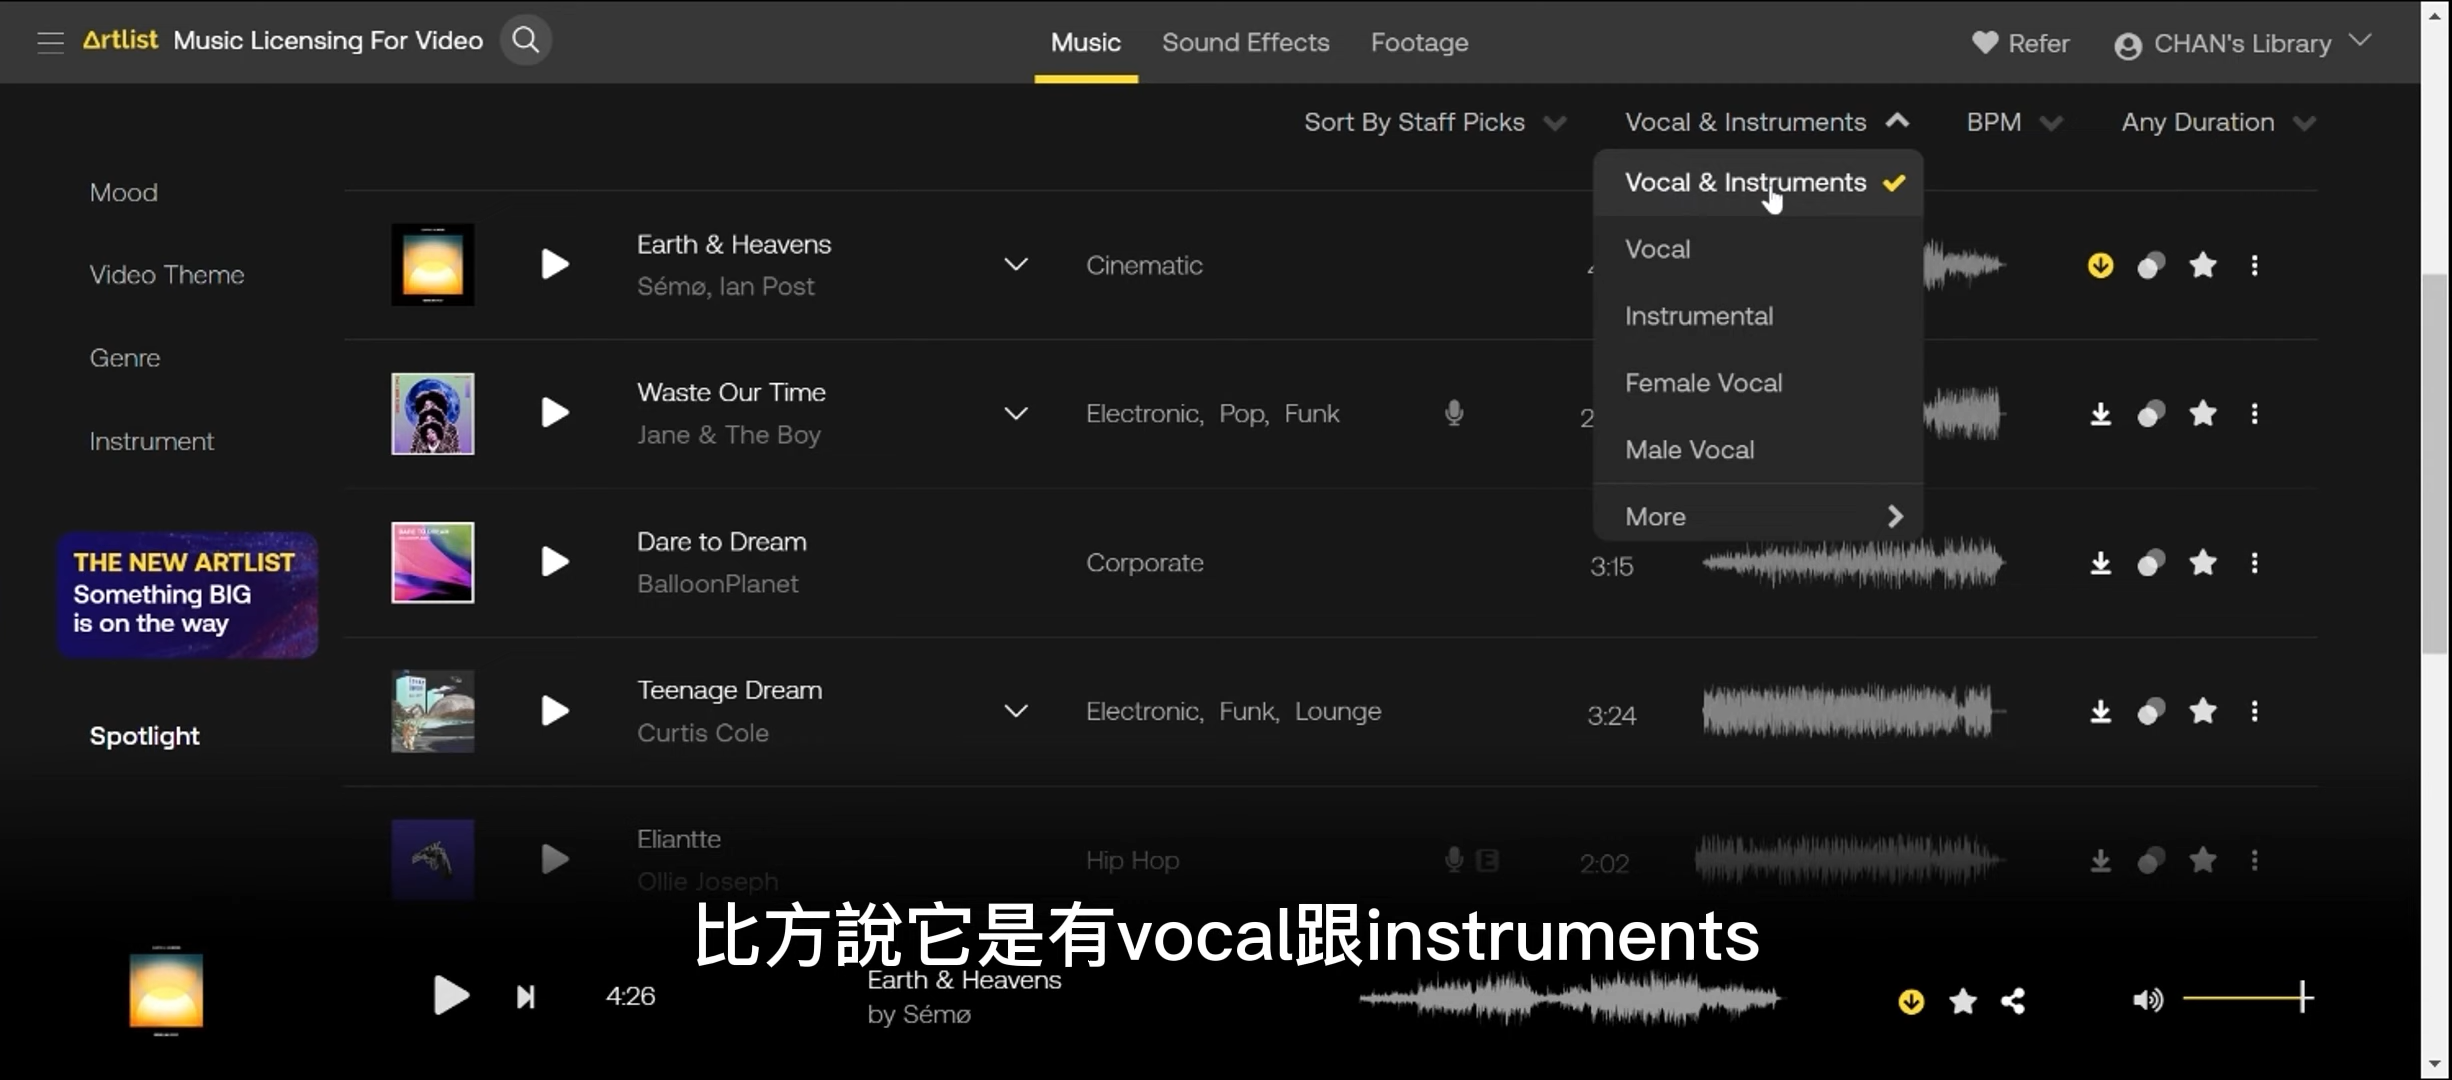 Artlist Music Licensing For Video
Music Sound Effects Footage
Refer CHAN's Library
Sort By Staff Picks Vocal & Instruments BPM Any Duration
Vocal & Instruments
Vocal
Instrumental
Female Vocal
Male Vocal
More
Mood
Video Theme
Genre
Instrument
THE NEW ARTLIST
Something BIG
is on the way
Spotlight
Earth & Heavens
Sémø, Ian Post
Cinematic
Waste Our Time
Jane & The Boy
Electronic, Pop, Funk
Dare to Dream
BalloonPlanet
Corporate
3:15
Teenage Dream
Curtis Cole
Electronic, Funk, Lounge
3:24
Eliantte
Ollie Joseph
Hip Hop
E
2:02
比方說它是有vocal跟instruments
4:26
Earth & Heavens
by Sémø